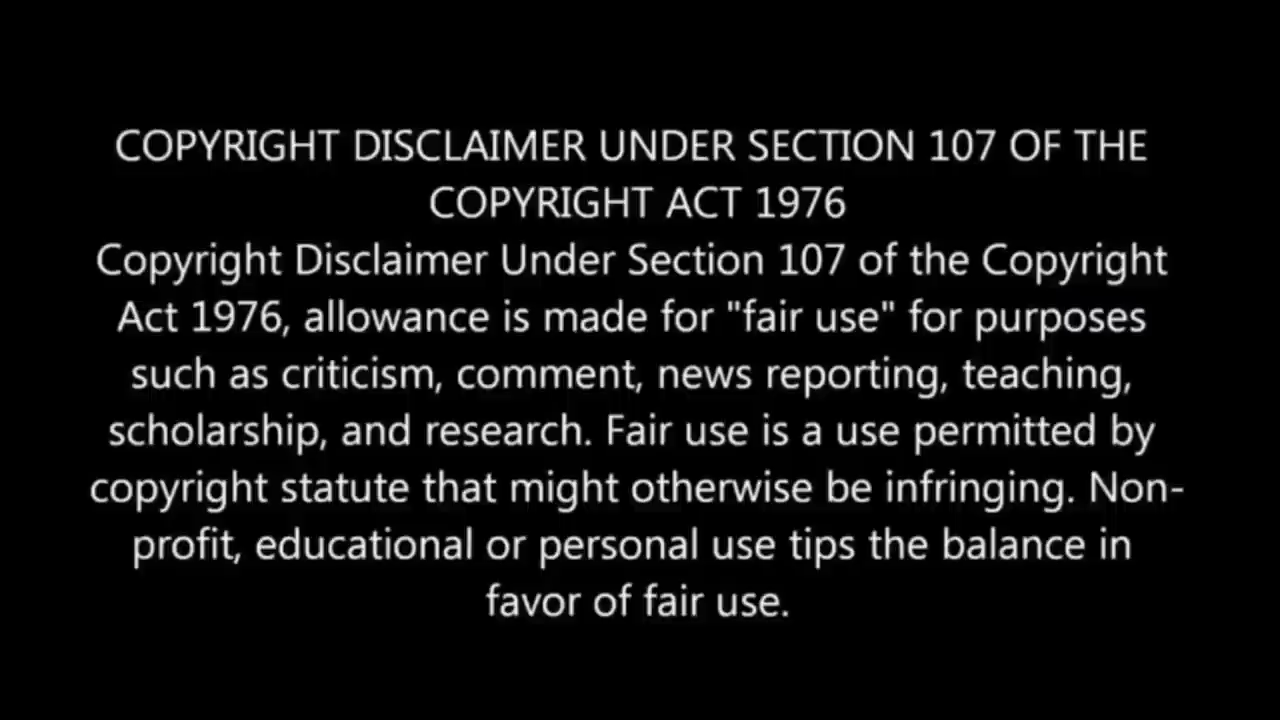 COPYRIGHT DISCLAIMER UNDER SECTION 107 OF THE
COPYRIGHT ACT 1976
Copyright Disclaimer Under Section 107 of the Copyright
Act 1976, allowance is made for "fair use" for purposes
such as criticism, comment, news reporting, teaching,
scholarship, and research. Fair use is a use permitted by
copyright statute that might otherwise be infringing. Non-
profit, educational or personal use tips the balance in
favor of fair use.